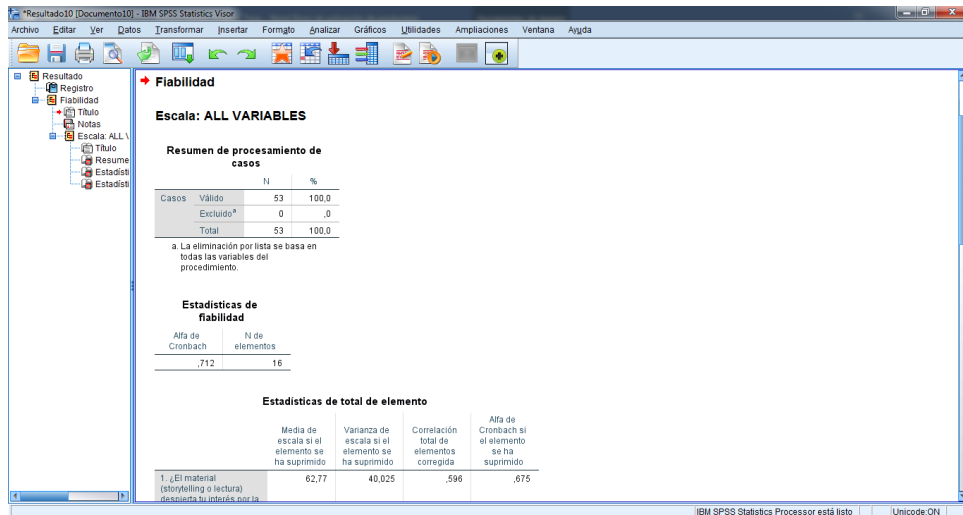 *Resultado10 [Documento10] - IBM SPSS Statistics Visor
Archivo Editar Ver Datos Transformar Insertar Formato Analizar Gráficos Utilidades Ampliaciones Ventana Ayuda
Resultado
Registro
Fiabilidad
Título
Notas
Escala: ALL \
Título
Resume
Estadísti
Estadísti
Fiabilidad
Escala: ALL VARIABLES
Resumen de procesamiento de
casos
N %
Casos Válido 53 100,0
Excluido a 0 ,0
Total 53 100,0
a. La eliminación por lista se basa en
todas las variables del
procedimiento.
Estadísticas de
fiabilidad
Alfa de
Cronbach
N de
elementos
,712 16
Estadísticas de total de elemento
Media de
escala si el
elemento se
ha suprimido
Varianza de
escala si el
elemento se
ha suprimido
Correlación
total de
elementos
corregida
Alfa de
Cronbach si
el elemento
se ha
suprimido
1. ¿El material 62,77 40,025 ,596 ,675
(storytelling o lectura)
despierta tu interés por la
IBM SPSS Statistics Processor está listo Unicode:ON